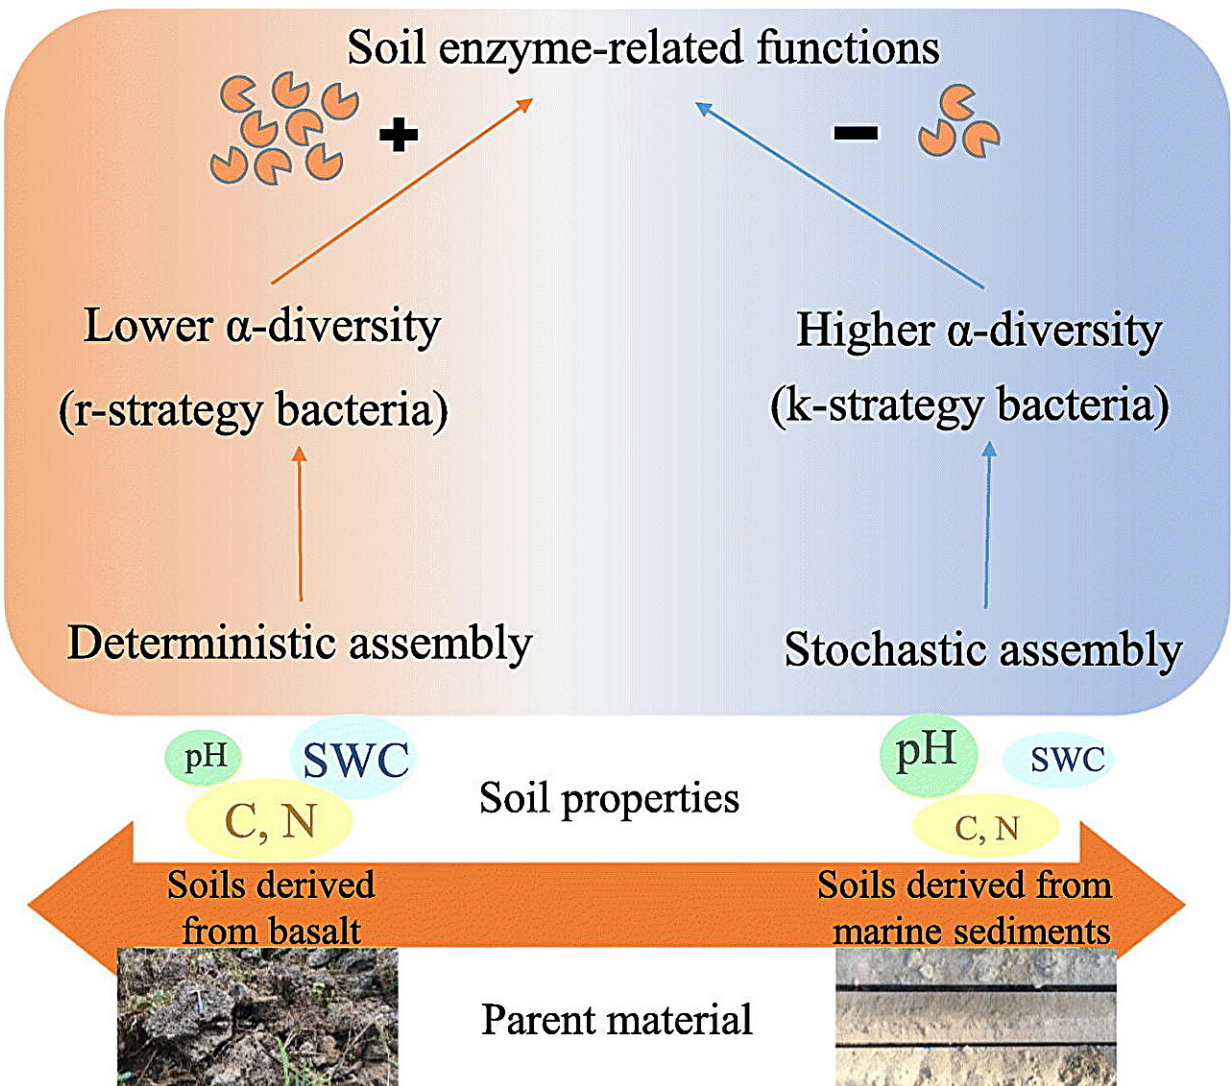 Soil enzyme-related functions
+
−
Lower α-diversity
(r-strategy bacteria)
Higher α-diversity
(k-strategy bacteria)
Deterministic assembly
Stochastic assembly
pH
SWC
C, N
Soil properties
pH
SWC
C, N
Soils derived
from basalt
Soils derived from
marine sediments
Parent material